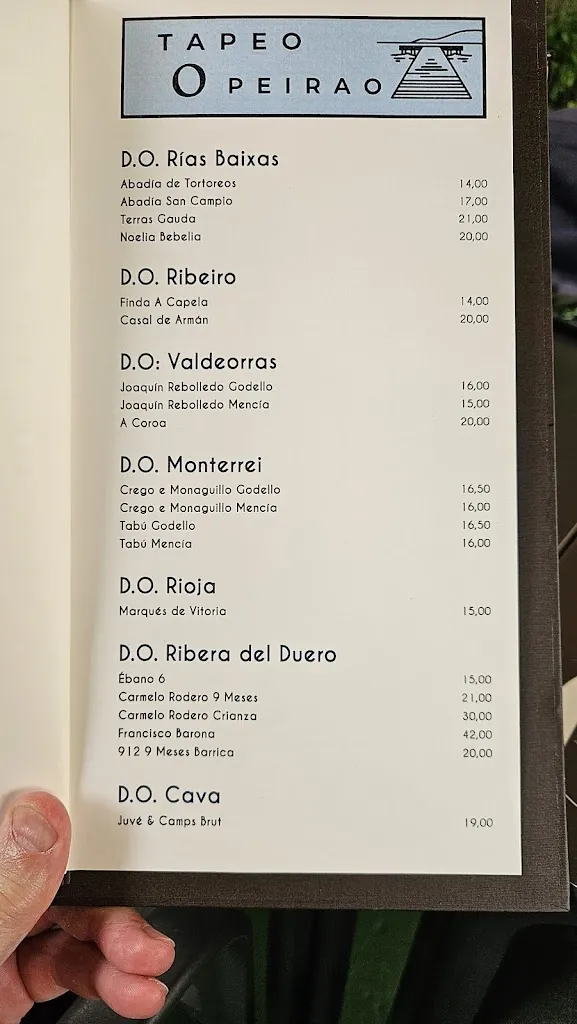 TAPEO
O PEIRAO
D.O. Rías Baixas
Abadía de Tortoreos 14,00
Abadía San Campio 17,00
Terras Gauda 21,00
Noelia Bebelia 20,00
D.O. Ribeiro
Finda A Capela 14,00
Casal de Armán 20,00
D.O: Valdeorras
Joaquín Rebolledo Godello 16,00
Joaquín Rebolledo Mencía 15,00
A Coroa 20,00
D.O. Monterrei
Crego e Monaguillo Godello 16,50
Crego e Monaguillo Mencía 16,00
Tabú Godello 16,50
Tabú Mencía 16,00
D.O. Rioja
Marqués de Vitoria 15,00
D.O. Ribera del Duero
Ébano 6 15,00
Carmelo Rodero 9 Meses 21,00
Carmelo Rodero Crianza 30,00
Francisco Barona 42,00
912 9 Meses Barrica 20,00
D.O. Cava
Juvé & Camps Brut 19,00